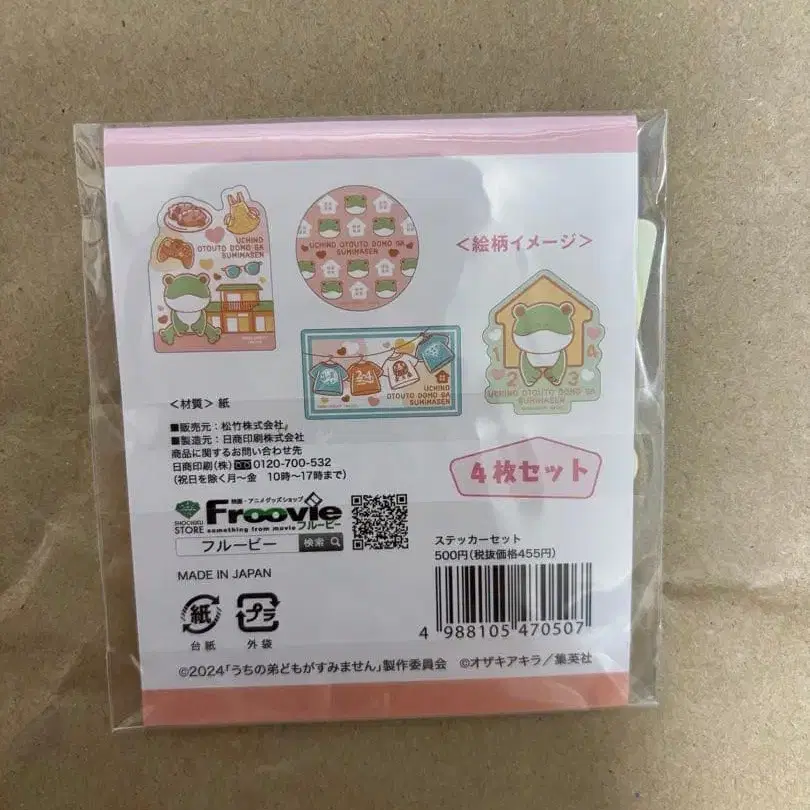 UCHINO
OTOUTO DOMO GA
SUMIMASEN
UCHINO
OTOUTO DOMO GA
SUMIMASEN
<絵柄イメージ>
UCHINO
OTOUTO DOMO GA
SUMIMASEN
1 4
2 3
UCHINO
OTOUTO DOMO GA
SUMIMASEN
4枚セット
<材質> 紙
■販売元:松竹株式会社
■製造元:日商印刷株式会社
商品に関するお問い合わせ先
日商印刷(株) 0120-700-532
(祝日を除く月~金 10時~17時まで)
SHOCHIKU
STORE
映画・アニメグッズショップ
Froovie
something from movie フルービー
フルービー 検索
MADE IN JAPAN
紙 プラ
台紙 外袋
ステッカーセット
500円(税抜価格455円)
4 988105 470507
©2024「うちの弟どもがすみません」製作委員会 ©オザキアキラ/集英社